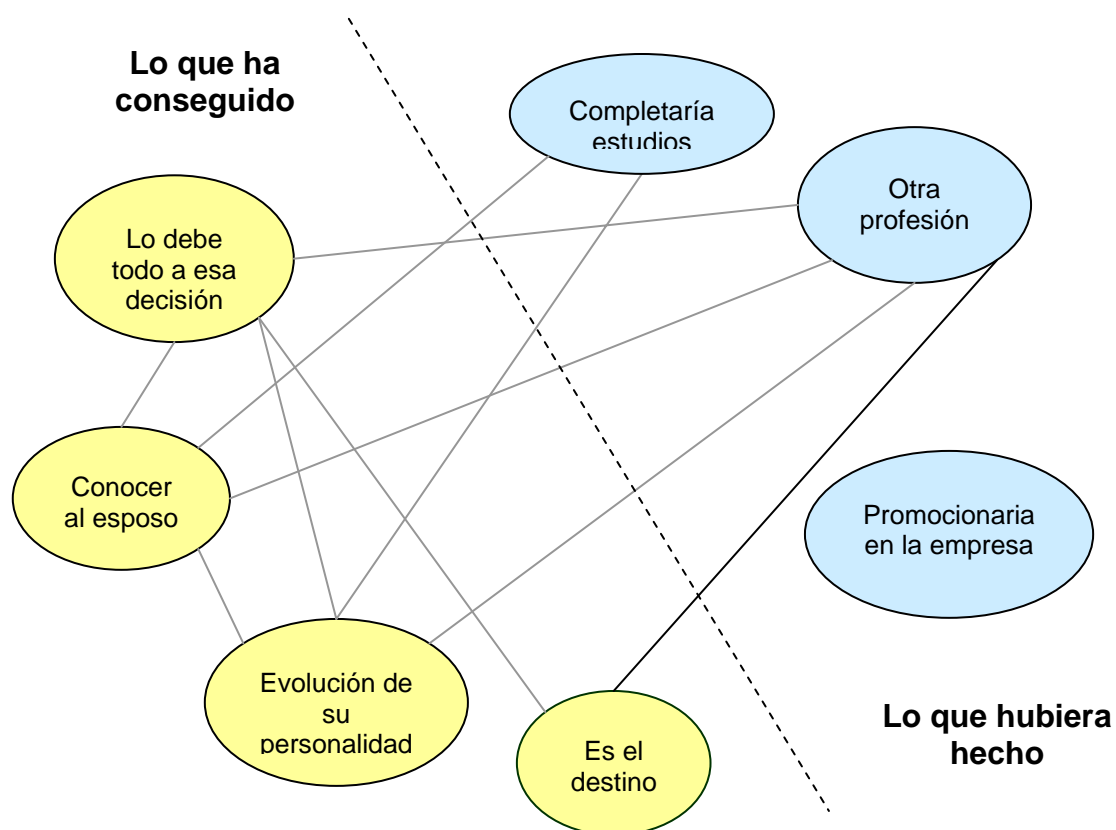 Lo que ha
conseguido
Completaría
estudios
Otra
profesión
Lo debe
todo a esa
decisión
Conocer
al esposo
Promocionaria
en la empresa
Evolución de
su
personalidad
Es el
destino
Lo que hubiera
hecho